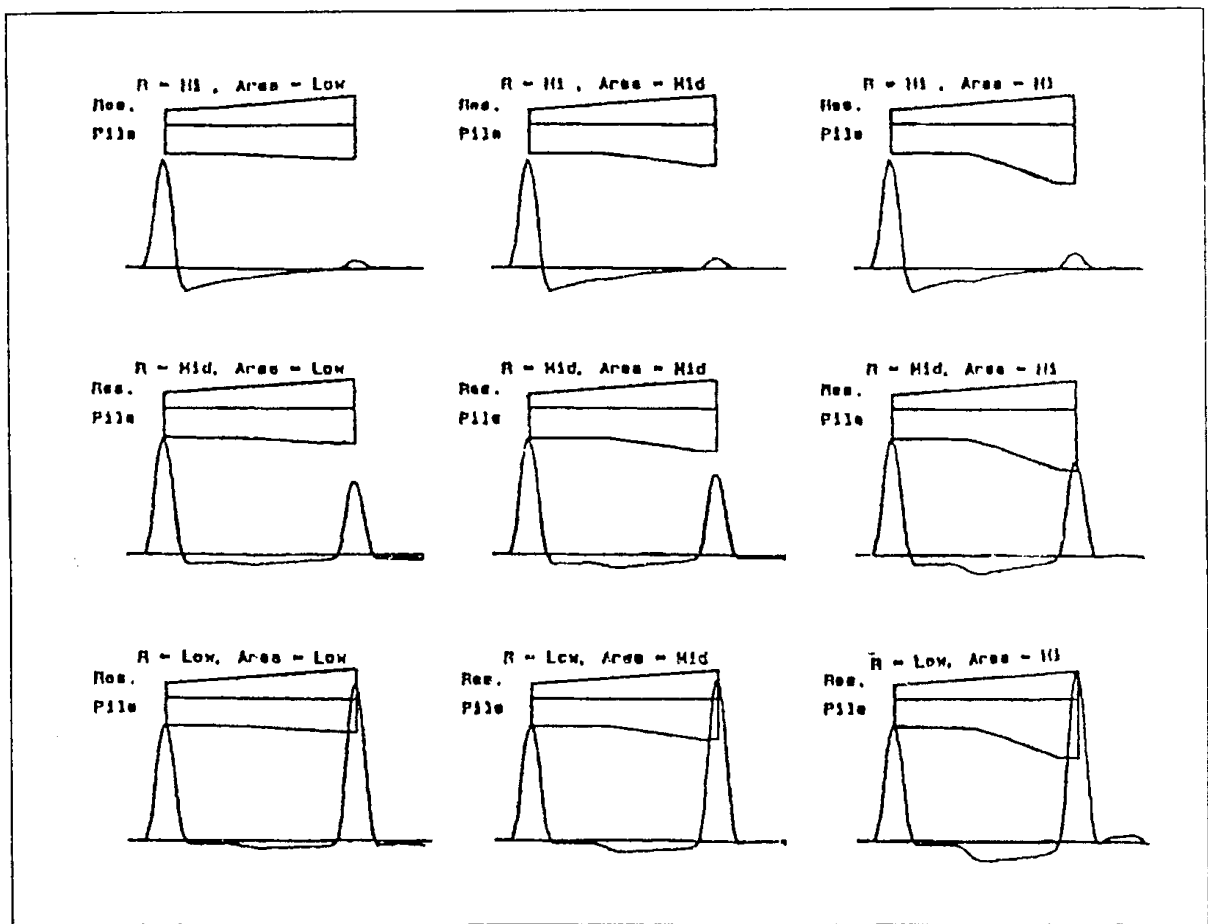 R - Hi , Area - Low
Res.
Pile
R - Hi , Area - Mid
Res.
Pile
R - Hi , Area - Hi
Res.
Pile
R - Mid, Area - Low
Res.
Pile
R - Mid, Area - Mid
Res.
Pile
R - Mid, Area - Hi
Res.
Pile
R - Low, Area - Low
Res.
Pile
R - Low, Area - Mid
Res.
Pile
R - Low, Area - Hi
Res.
Pile